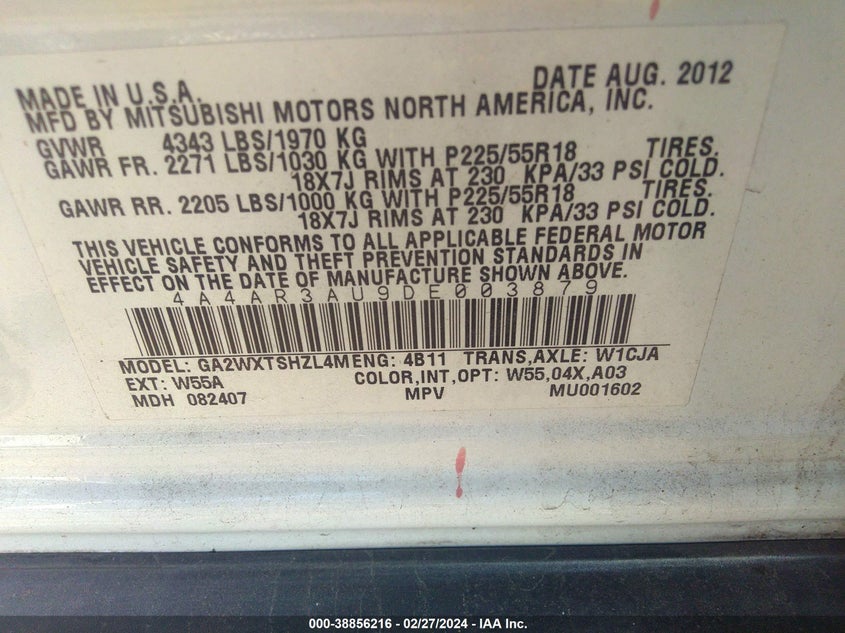 MADE IN U.S.A. DATE AUG. 2012
MFD BY MITSUBISHI MOTORS NORTH AMERICA, INC.
GVWR 4343 LBS/1970 KG
GAWR FR. 2271 LBS/1030 KG WITH P225/55R18 TIRES.
18X7J RIMS AT 230 KPA/33 PSI COLD.
GAWR RR. 2205 LBS/1000 KG WITH P225/55R18 TIRES.
18X7J RIMS AT 230 KPA/33 PSI COLD.
THIS VEHICLE CONFORMS TO ALL APPLICABLE FEDERAL MOTOR
VEHICLE SAFETY AND THEFT PREVENTION STANDARDS IN
EFFECT ON THE DATE OF MANUFACTURE SHOWN ABOVE.
4A4AR3AU9DE003879
MODEL: GA2WXTSHZL4M ENG: 4B11 TRANS,AXLE: W1CJA
EXT: W55A COLOR,INT,OPT: W55,04X,A03
MDH 082407 MPV MU001602
000-38856216 - 02/27/2024 - IAA Inc.